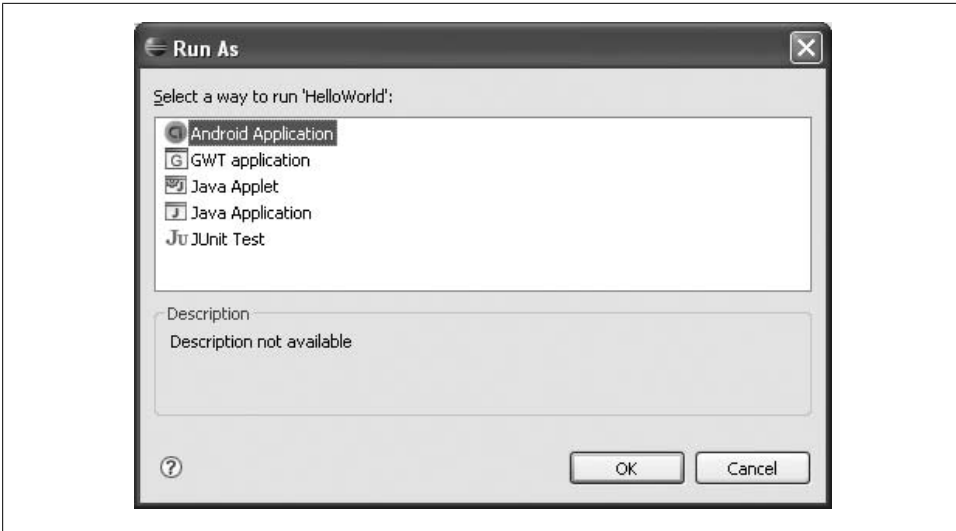 Run As
Select a way to run 'HelloWorld':
Android Application
G GWT application
Java Applet
J Java Application
Ju JUnit Test
Description
Description not available
?
OK
Cancel